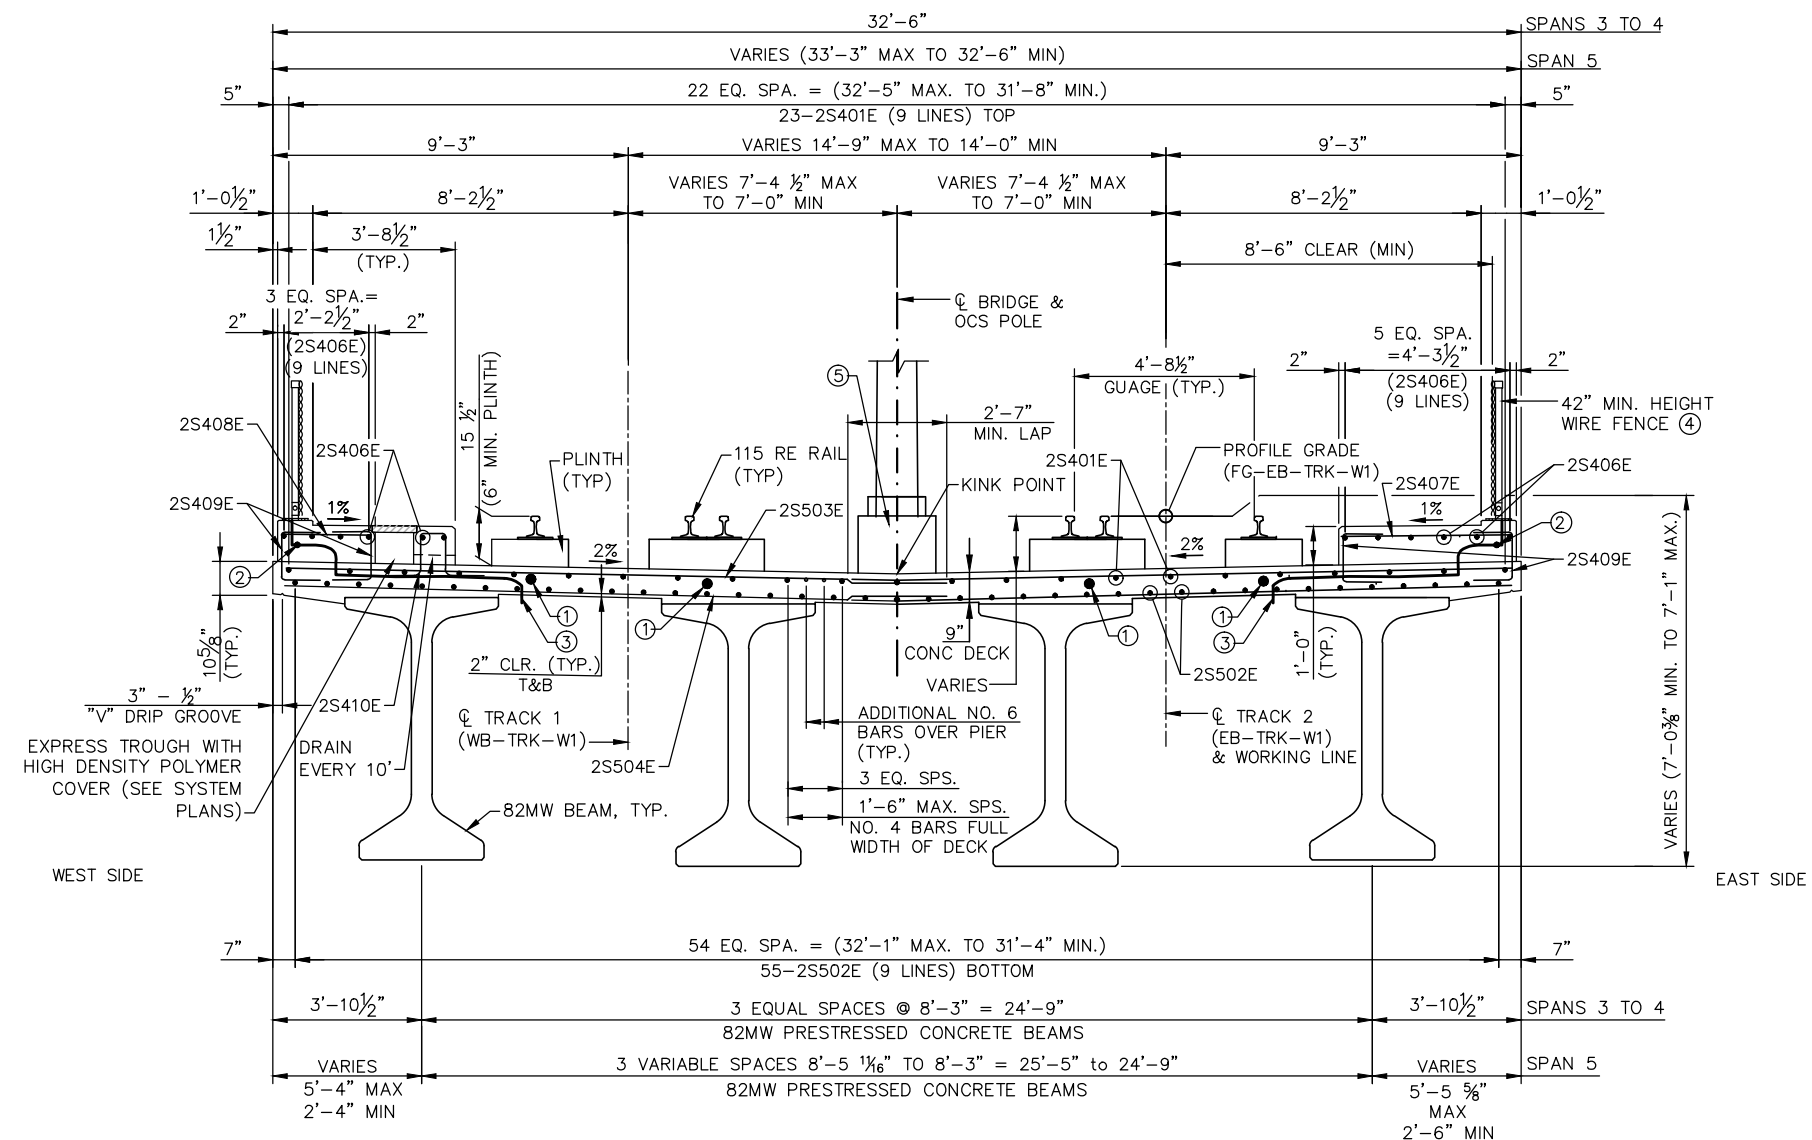 32'-6"
SPANS 3 TO 4
VARIES (33'-3" MAX TO 32'-6" MIN)
SPAN 5
5"
22 EQ. SPA. = (32'-5" MAX. TO 31'-8" MIN.)
5"
23-2S401E (9 LINES) TOP
9'-3"
VARIES 14'-9" MAX TO 14'-0" MIN
9'-3"
VARIES 7'-4 ½" MAX
TO 7'-0" MIN
VARIES 7'-4 ½" MAX
TO 7'-0" MIN
1'-0½"
8'-2½"
8'-2½"
1'-0½"
1½"
3'-8½"
(TYP.)
8'-6" CLEAR (MIN)
3 EQ. SPA.=
2'-2½"
(2S406E)
(9 LINES)
2"
2"
℄ BRIDGE &
OCS POLE
5 EQ. SPA.
=4'-3½"
(2S406E)
(9 LINES)
2"
2"
15 ½"
(6" MIN. PLINTH)
5
4'-8½"
GUAGE (TYP.)
2'-7"
MIN. LAP
42" MIN. HEIGHT
WIRE FENCE 4
2S408E
2S406E
PLINTH
(TYP)
115 RE RAIL
(TYP)
2S401E
PROFILE GRADE
(FG-EB-TRK-W1)
2S406E
2S407E
KINK POINT
2S409E
1%
2S503E
1%
2
2%
2%
2S409E
2
1
3
1
1
1
3
9"
CONC DECK
10⅝"
(TYP.)
2" CLR. (TYP.)
T&B
1'-0"
(TYP.)
2S502E
VARIES
VARIES (7'-0⅜" MIN. TO 7'-1" MAX.)
3" - ½"
"V" DRIP GROOVE
2S410E
℄ TRACK 1
(WB-TRK-W1)
ADDITIONAL NO. 6
BARS OVER PIER
(TYP.)
℄ TRACK 2
(EB-TRK-W1)
& WORKING LINE
EXPRESS TROUGH WITH
HIGH DENSITY POLYMER
COVER (SEE SYSTEM
PLANS)
DRAIN
EVERY 10'
2S504E
3 EQ. SPS.
82MW BEAM, TYP.
1'-6" MAX. SPS.
NO. 4 BARS FULL
WIDTH OF DECK
WEST SIDE
EAST SIDE
7"
54 EQ. SPA. = (32'-1" MAX. TO 31'-4" MIN.)
7"
55-2S502E (9 LINES) BOTTOM
3'-10½"
3 EQUAL SPACES @ 8'-3" = 24'-9"
3'-10½"
SPANS 3 TO 4
82MW PRESTRESSED CONCRETE BEAMS
VARIES
5'-4" MAX
2'-4" MIN
3 VARIABLE SPACES 8'-5 1/16" TO 8'-3" = 25'-5" to 24'-9"
82MW PRESTRESSED CONCRETE BEAMS
VARIES
5'-5 ⅝"
MAX
2'-6" MIN
SPAN 5